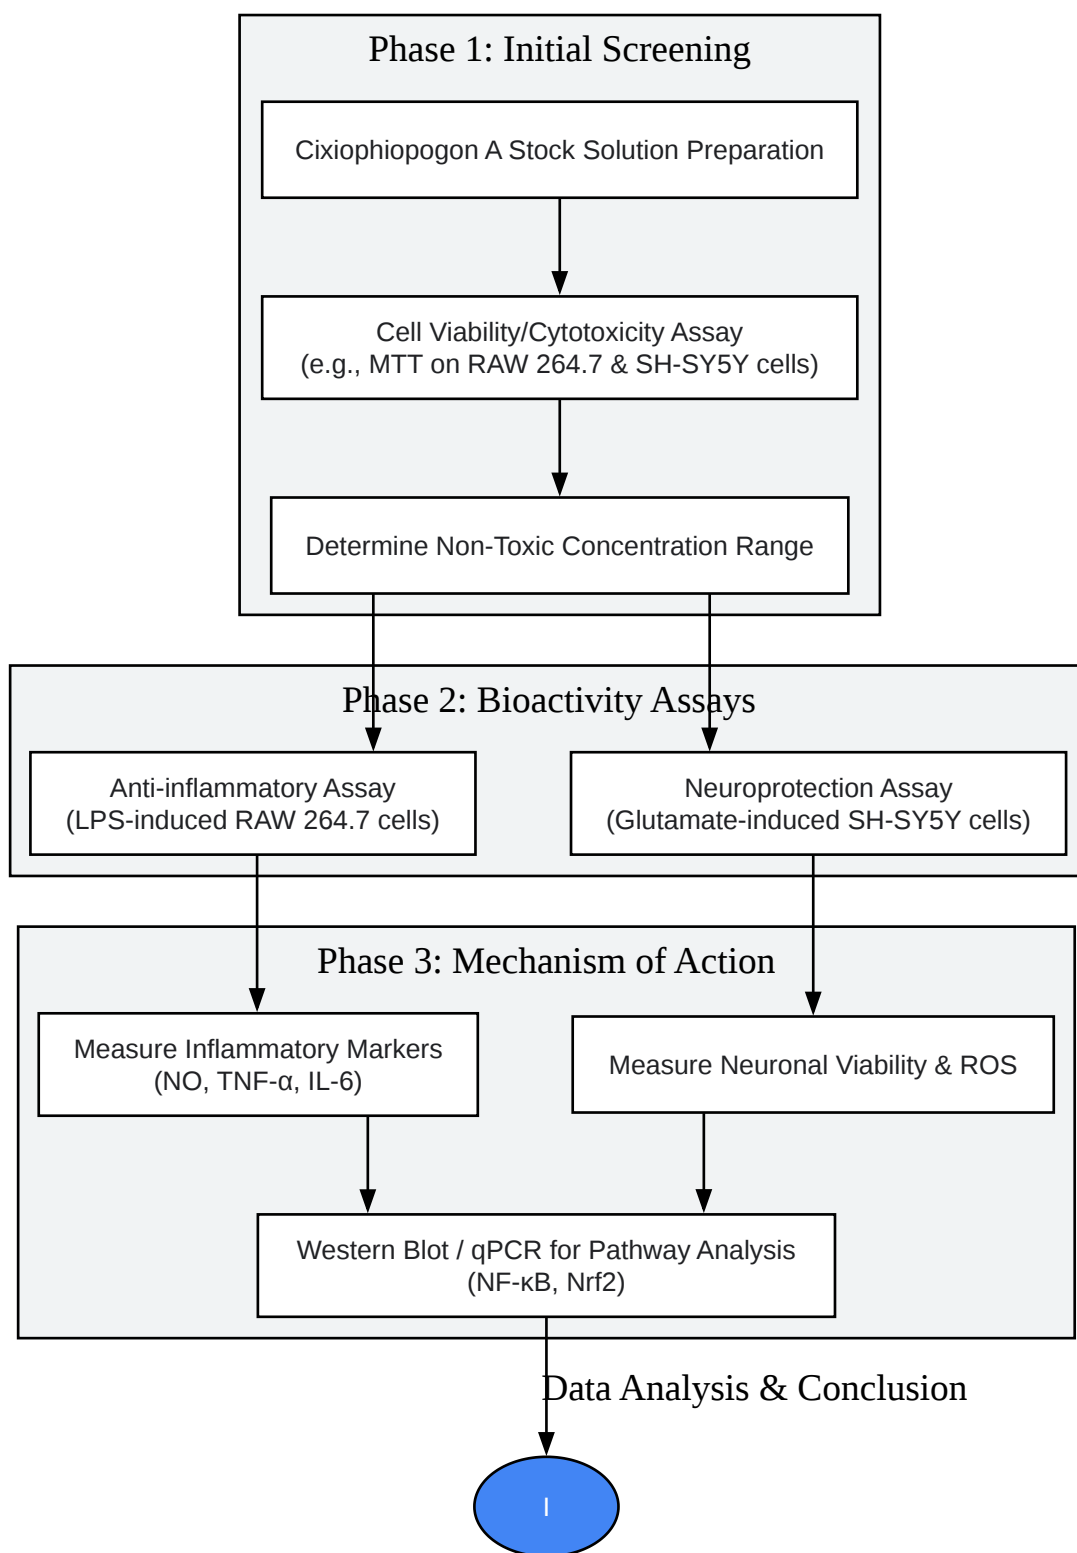 Phase 1: Initial Screening
Cixiophiopogon A Stock Solution Preparation
Cell Viability/Cytotoxicity Assay
(e.g., MTT on RAW 264.7 & SH-SY5Y cells)
Determine Non-Toxic Concentration Range
Phase 2: Bioactivity Assays
Anti-inflammatory Assay
(LPS-induced RAW 264.7 cells)
Neuroprotection Assay
(Glutamate-induced SH-SY5Y cells)
Phase 3: Mechanism of Action
Measure Inflammatory Markers
(NO, TNF-α, IL-6)
Measure Neuronal Viability & ROS
Western Blot / qPCR for Pathway Analysis
(NF-κB, Nrf2)
Data Analysis & Conclusion
I